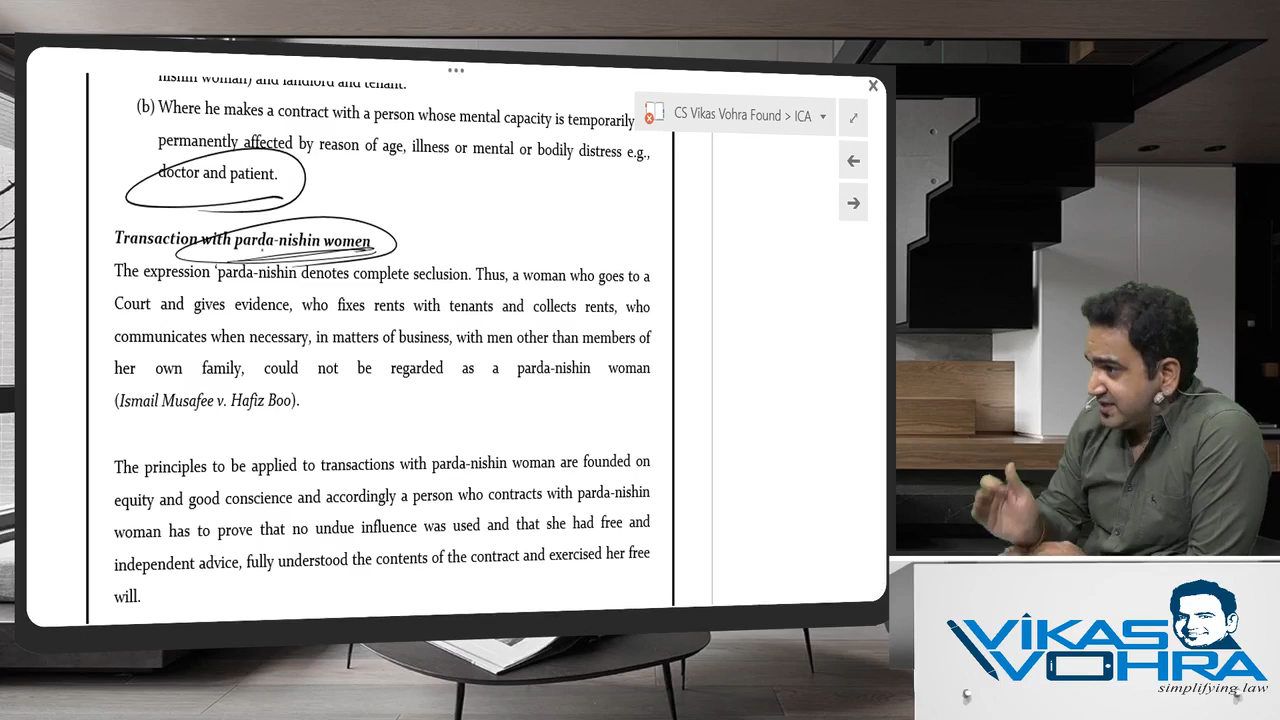 nishin woman) and landlord and tenant.
(b) Where he makes a contract with a person whose mental capacity is temporarily
permanently affected by reason of age, illness or mental or bodily distress e.g.,
doctor and patient.
CS Vikas Vohra Found > ICA
Transaction with parda-nishin women
The expression ‘parda-nishin denotes complete seclusion. Thus, a woman who goes to a
Court and gives evidence, who fixes rents with tenants and collects rents, who
communicates when necessary, in matters of business, with men other than members of
her own family, could not be regarded as a parda-nishin woman
(Ismail Musafee v. Hafiz Boo).
The principles to be applied to transactions with parda-nishin woman are founded on
equity and good conscience and accordingly a person who contracts with parda-nishin
woman has to prove that no undue influence was used and that she had free and
independent advice, fully understood the contents of the contract and exercised her free
will.
VIKAS
VOHRA
simplifying law